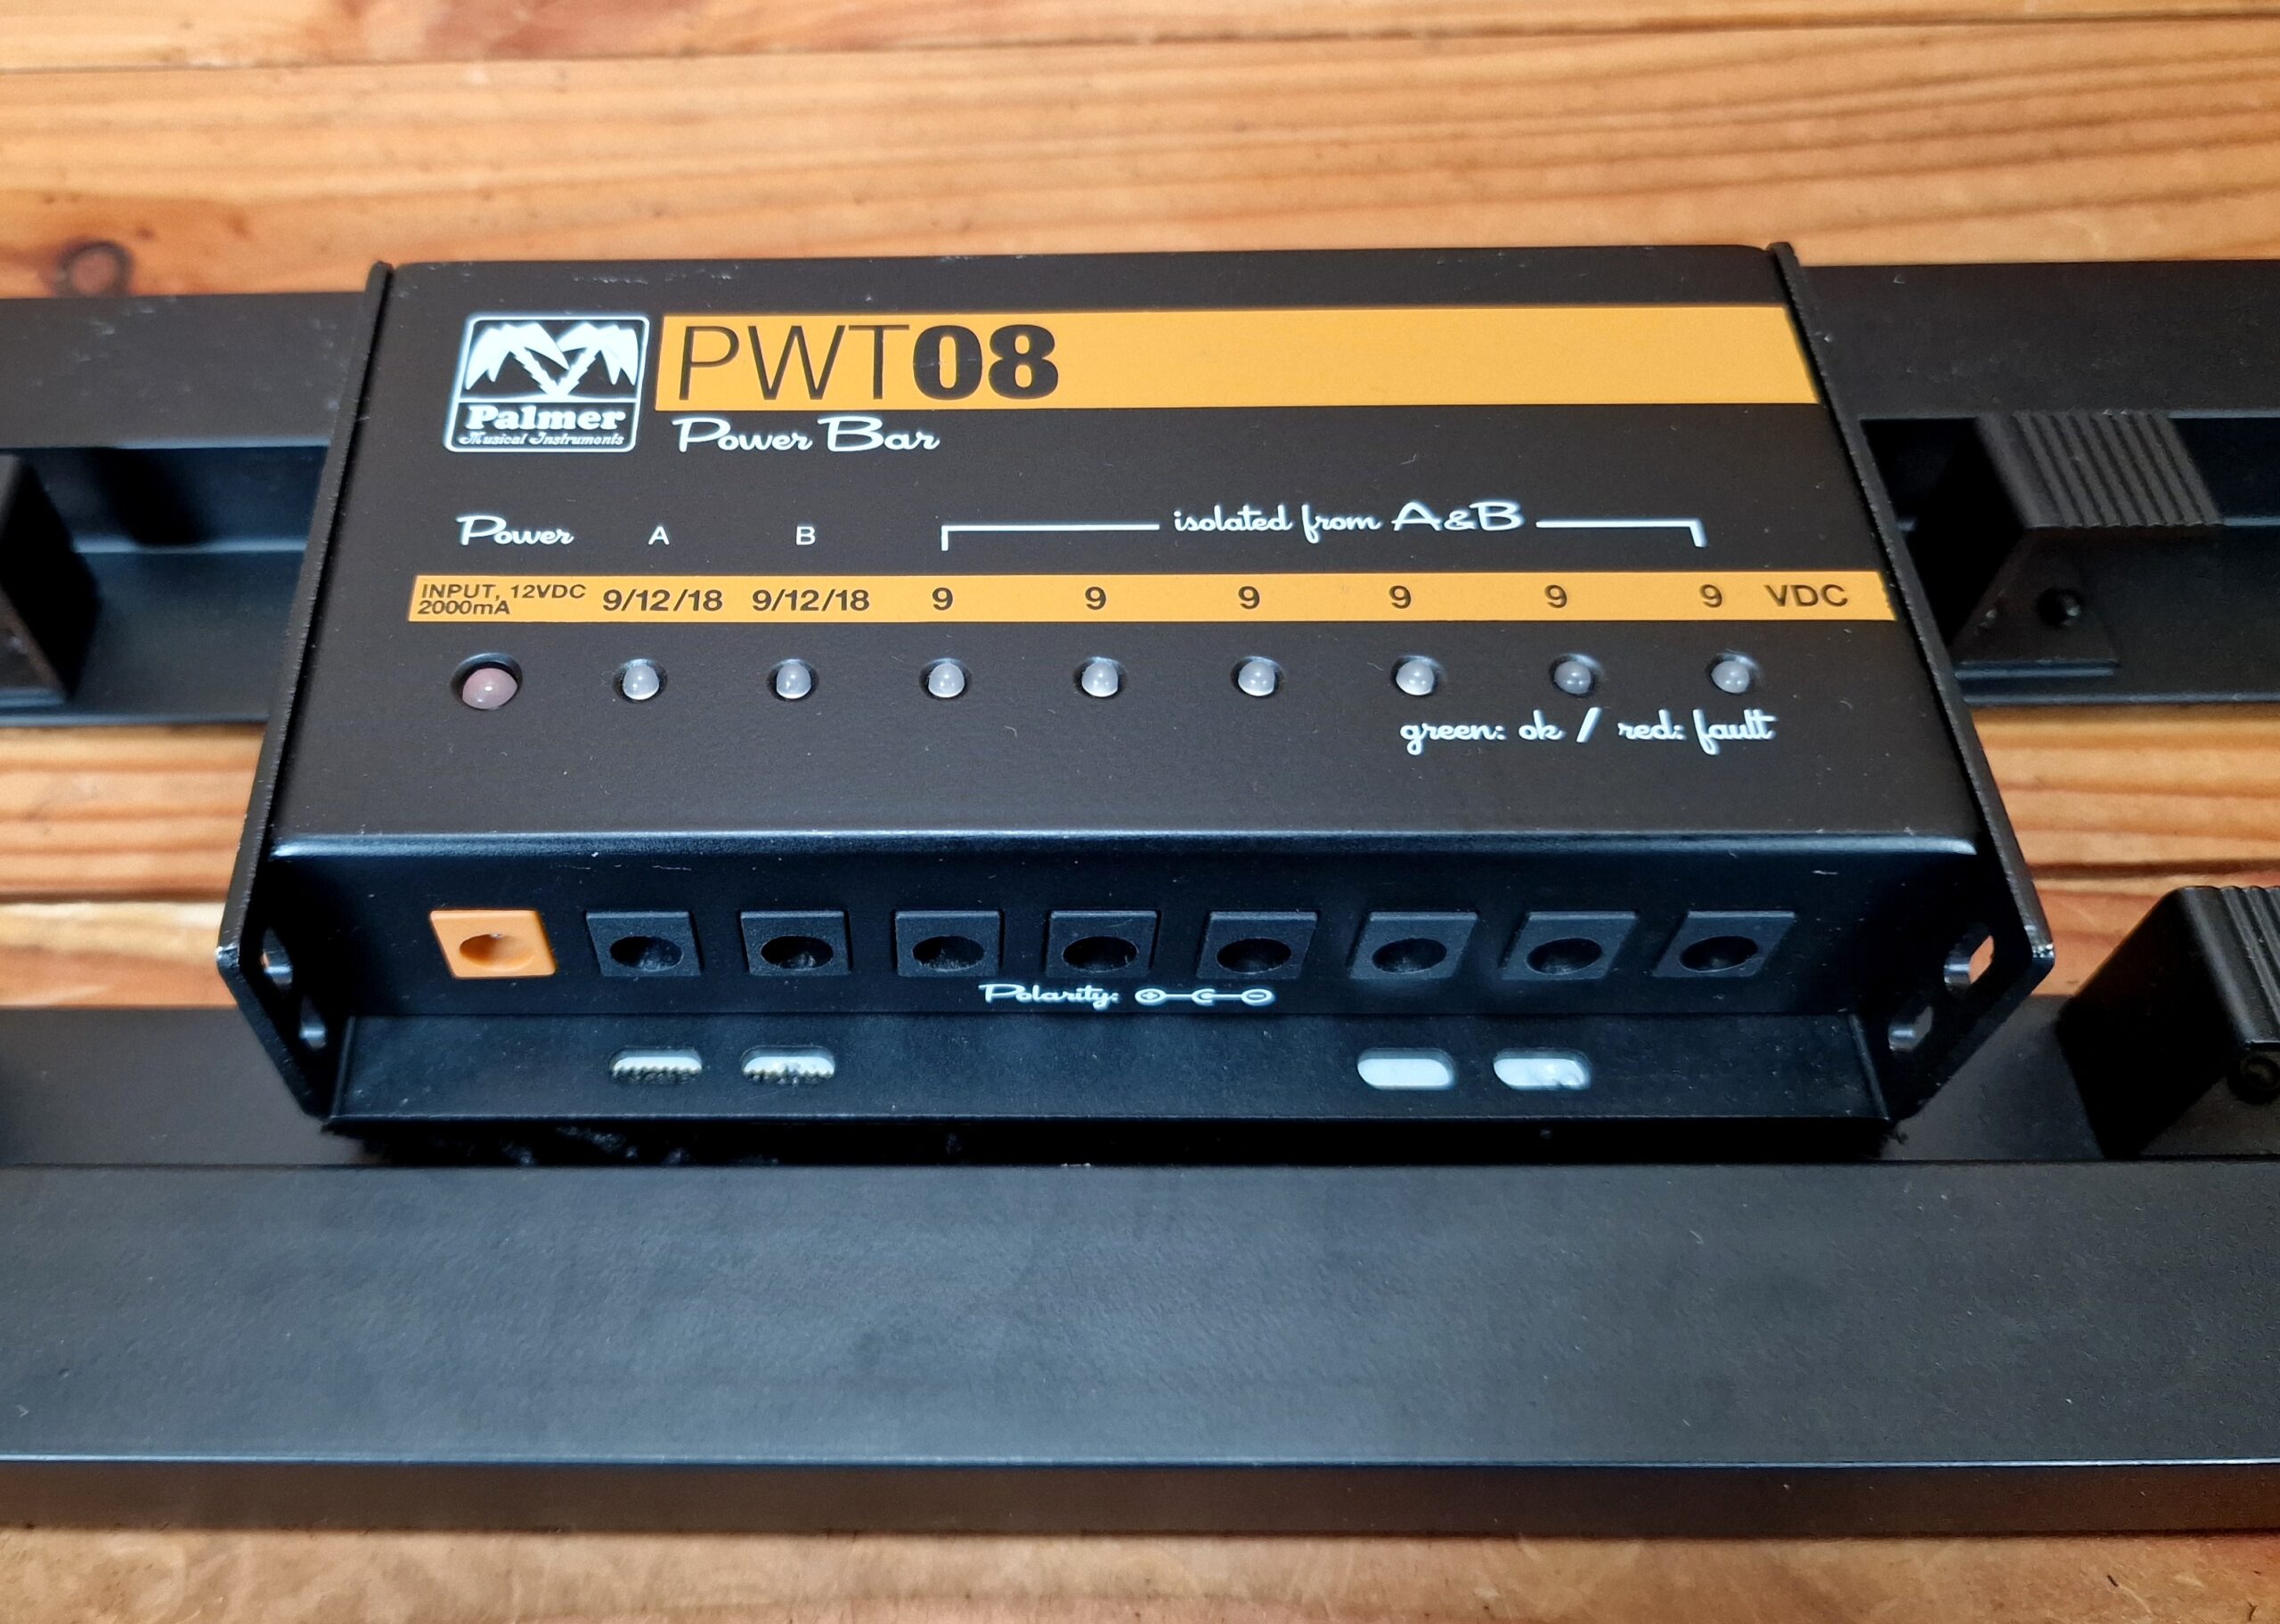 PWT08
Palmer
Musical Instruments
Power Bar
Power A B isolated from A&B
INPUT, 12VDC
2000mA
9/12/18 9/12/18 9 9 9 9 9 9 VDC
green: ok / red: fault
Polarity: + -